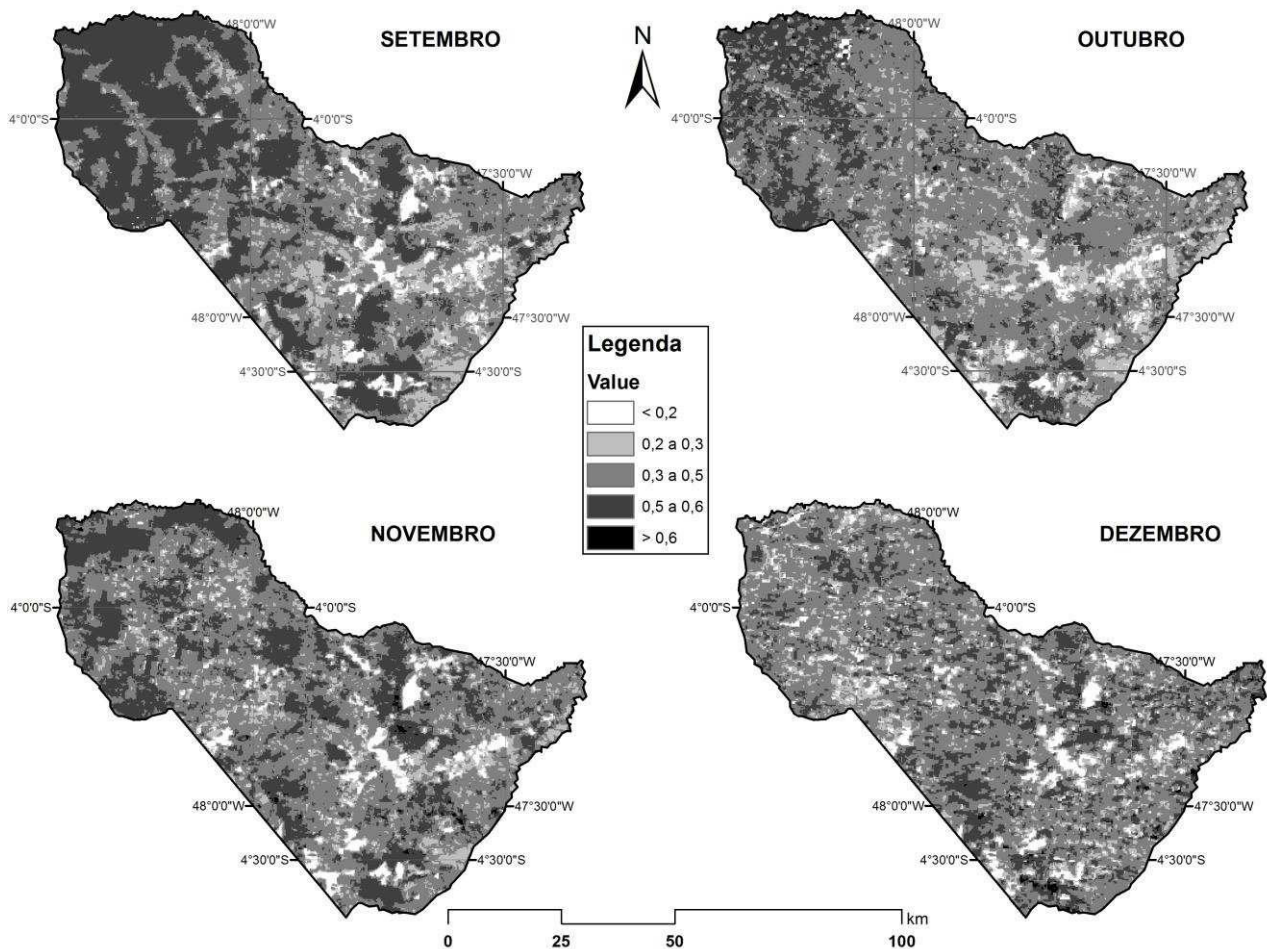 SETEMBRO
48°0'0"W
4°0'0"S
4°0'0"S
47°30'0"W
48°0'0"W
47°30'0"W
4°30'0"S
4°30'0"S
N
OUTUBRO
48°0'0"W
4°0'0"S
4°0'0"S
47°30'0"W
48°0'0"W
47°30'0"W
4°30'0"S
4°30'0"S
Legenda
Value
< 0,2
0,2 a 0,3
0,3 a 0,5
0,5 a 0,6
> 0,6
NOVEMBRO
48°0'0"W
4°0'0"S
4°0'0"S
47°30'0"W
48°0'0"W
47°30'0"W
4°30'0"S
4°30'0"S
DEZEMBRO
48°0'0"W
4°0'0"S
4°0'0"S
47°30'0"W
48°0'0"W
47°30'0"W
4°30'0"S
4°30'0"S
km
0 25 50 100